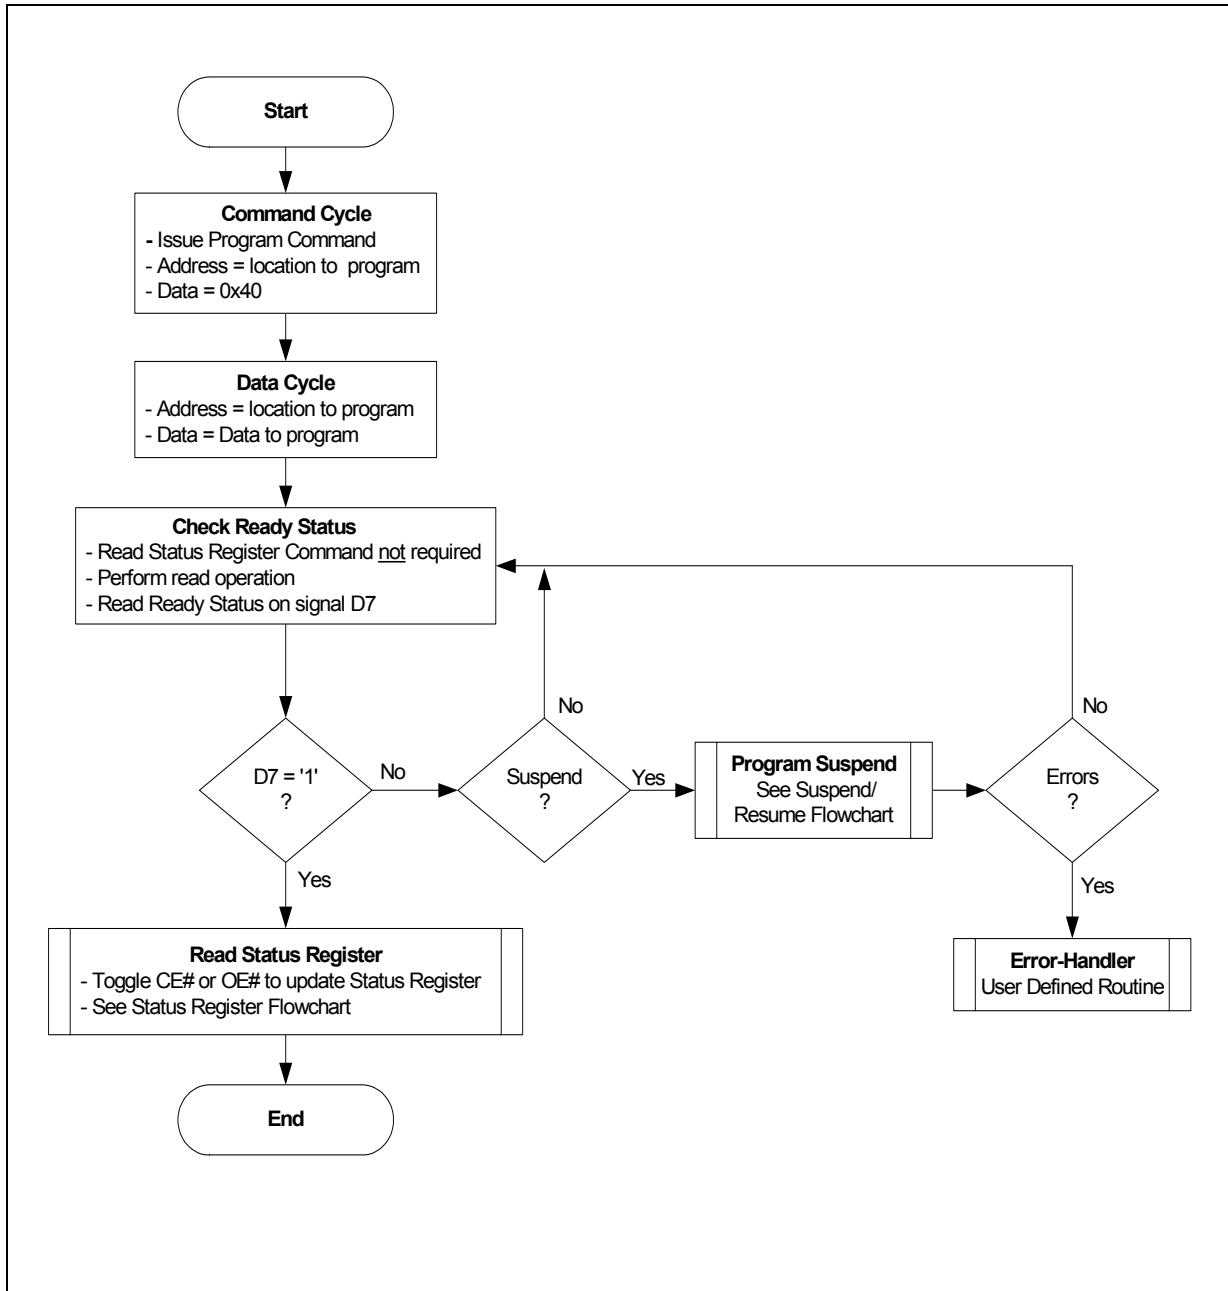 Start
Command Cycle
- Issue Program Command
- Address = location to program
- Data = 0x40
Data Cycle
- Address = location to program
- Data = Data to program
Check Ready Status
- Read Status Register Command not required
- Perform read operation
- Read Ready Status on signal D7
D7 = '1'
?
No
Suspend
?
No
Yes
Program Suspend
See Suspend/
Resume Flowchart
Errors
?
No
Yes
Error-Handler
User Defined Routine
Yes
Read Status Register
- Toggle CE# or OE# to update Status Register
- See Status Register Flowchart
End